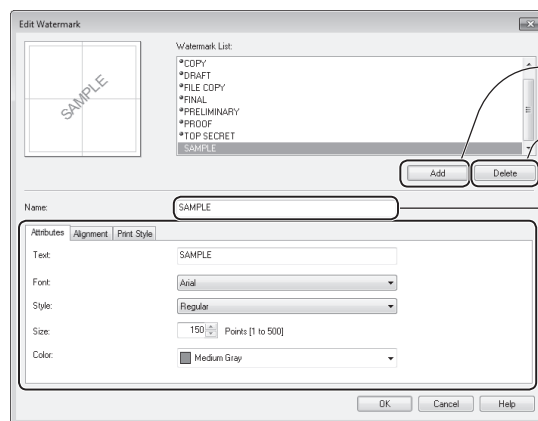 Edit Watermark
SAMPLE
Watermark List:
*COPY
*DRAFT
*FILE COPY
*FINAL
*PRELIMINARY
*PROOF
*TOP SECRET
SAMPLE
Add
Delete
Name:
SAMPLE
Attributes
Alignment
Print Style
Text:
SAMPLE
Font:
Arial
Style:
Regular
Size:
150
Points [1 to 500]
Color:
Medium Gray
OK
Cancel
Help